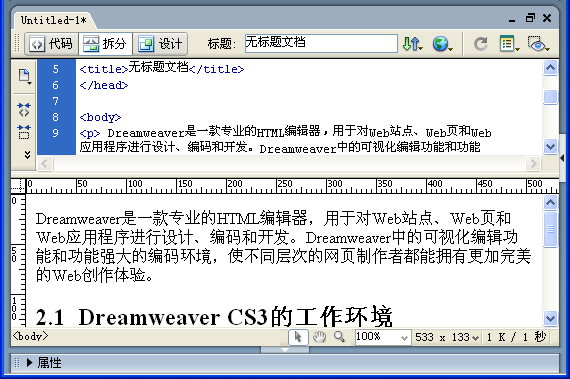 Untitled-1*
代码 拆分 设计 标题: 无标题文档
5 <title>无标题文档</title>
6 </head>
7
8 <body>
9 <p> Dreamweaver是一款专业的HTML编辑器，用于对Web站点、Web页和Web
应用程序进行设计、编码和开发。Dreamweaver中的可视化编辑功能和功能
0 50 100 150 200 250 300 350 400 450 500
0
50
100
Dreamweaver是一款专业的HTML编辑器，用于对Web站点、Web页和
Web应用程序进行设计、编码和开发。Dreamweaver中的可视化编辑功
能和功能强大的编码环境，使不同层次的网页制作者都能拥有更加完美
的Web创作体验。
2.1 Dreamweaver CS3的工作环境
<body> 100% 533 x 133 1 K / 1 秒
属性